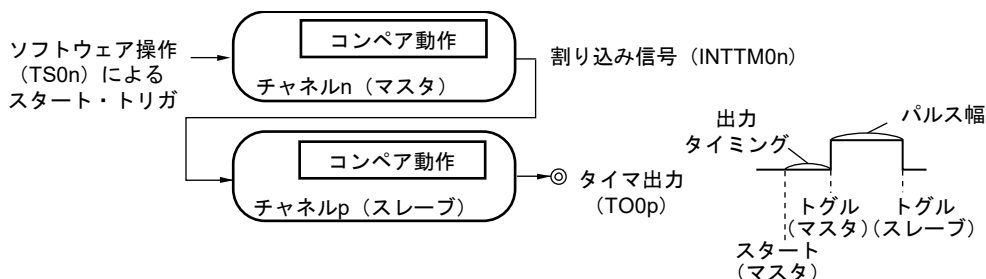 ソフトウェア操作
（TS0n）による
スタート・トリガ
コンペア動作
チャネルn（マスタ）
割り込み信号（INTTM0n）
コンペア動作
チャネルp（スレーブ）
タイマ出力
（TO0p）
出力
タイミング
パルス幅
トグル
（マスタ）
トグル
（スレーブ）
スタート
（マスタ）